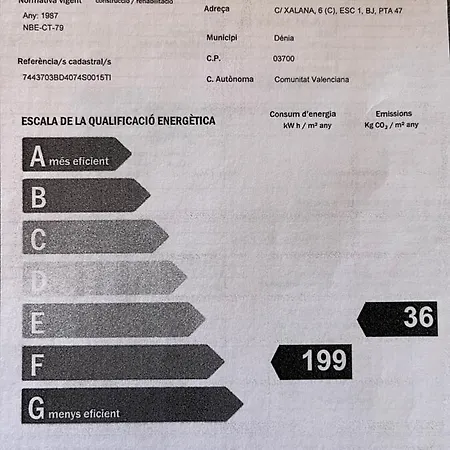 Normativa vigent construcció / rehabilitació
Any: 1987
NBE-CT-79
Referència/s cadastral/s
7443703BD4074S0015TI
Adreça C/ XALANA, 6 (C), ESC 1, BJ, PTA 47
Municipi Dénia
C.P. 03700
C. Autònoma Comunitat Valenciana
ESCALA DE LA QUALIFICACIÓ ENERGÈTICA
Consum d'energia
kW h / m² any
Emissions
Kg CO₂ / m² any
A més eficient
B
C
D
E 36
F 199
G menys eficient